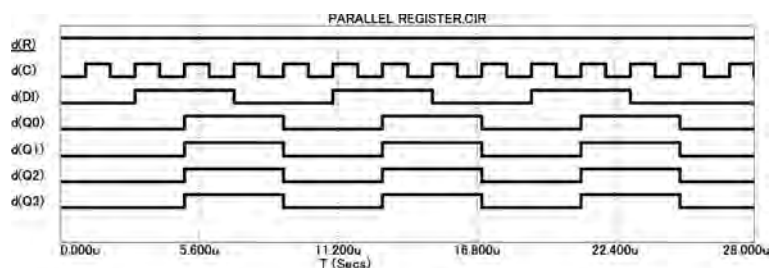 PARALLEL REGISTER.CIR
d(R)
d(C)
d(DI)
d(Q0)
d(Q1)
d(Q2)
d(Q3)
0.000u 5.600u 11.200u 16.800u 22.400u 28.000u
T (Secs)